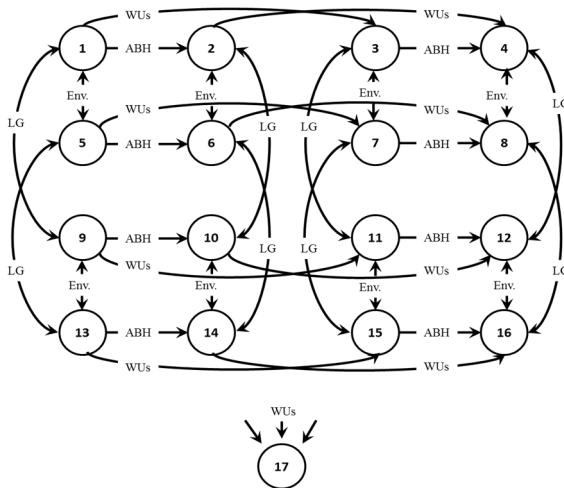 WUs WUs
1 ABH 2 3 ABH 4
Env. Env. Env. Env.
LG WUs LG LG WUs LG
5 ABH 6 7 ABH 8
9 ABH 10 11 ABH 12
LG WUs LG LG WUs LG
Env. Env. Env. Env.
13 ABH 14 15 ABH 16
WUs WUs
WUs
17